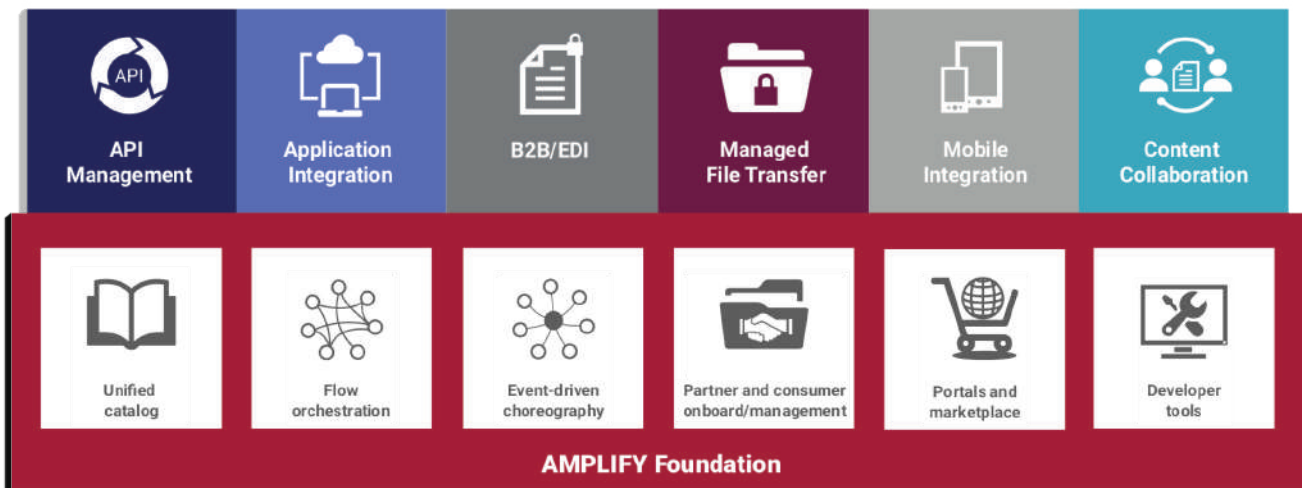 API
API
Management
Application
Integration
B2B/EDI
Managed
File Transfer
Mobile
Integration
Content
Collaboration
Unified
catalog
Flow
orchestration
Event-driven
choreography
Partner and consumer
onboard/management
Portals and
marketplace
Developer
tools
AMPLIFY Foundation